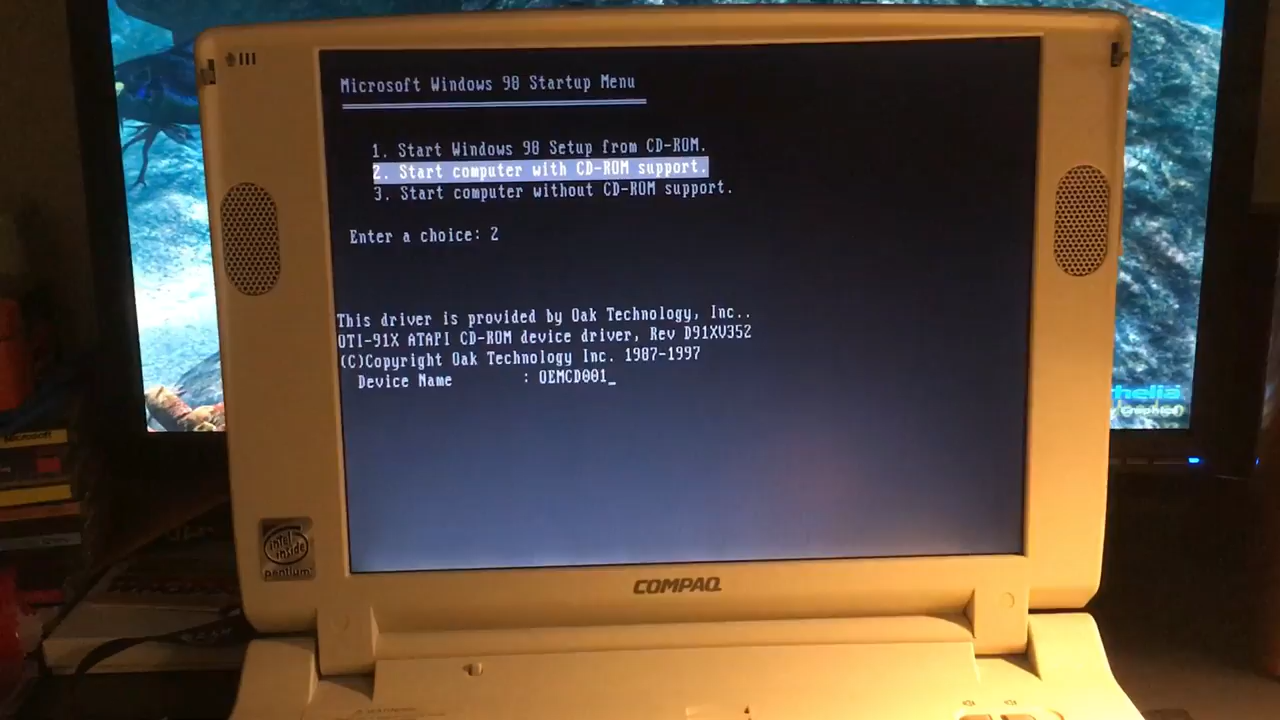 Microsoft Windows 98 Startup Menu
1. Start Windows 98 Setup from CD-ROM.
2. Start computer with CD-ROM support.
3. Start computer without CD-ROM support.
Enter a choice: 2
This driver is provided by Oak Technology, Inc..
OTI-91X ATAPI CD-ROM device driver, Rev D91XV352
(C)Copyright Oak Technology Inc. 1987-1997
Device Name : OEMCD001_
helia
Graphics)
Microsoft
intel
inside
pentium
COMPAQ